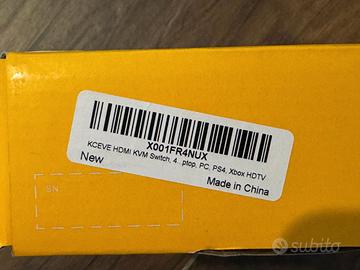 X001FR4NUX
KCEVE HDMI KVM Switch, 4.. ptop, PC, PS4, Xbox HDTV
New
Made in China
SN
subito